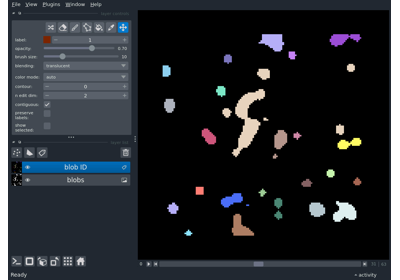 File View Plugins Window Help
label: 1
opacity: 0.70
brush size: 10
blending: translucent
color mode: auto
contour: 0
n edit dim: 2
contiguous:
preserve
labels:
show
selected:
blob ID
blobs
Ready
activity